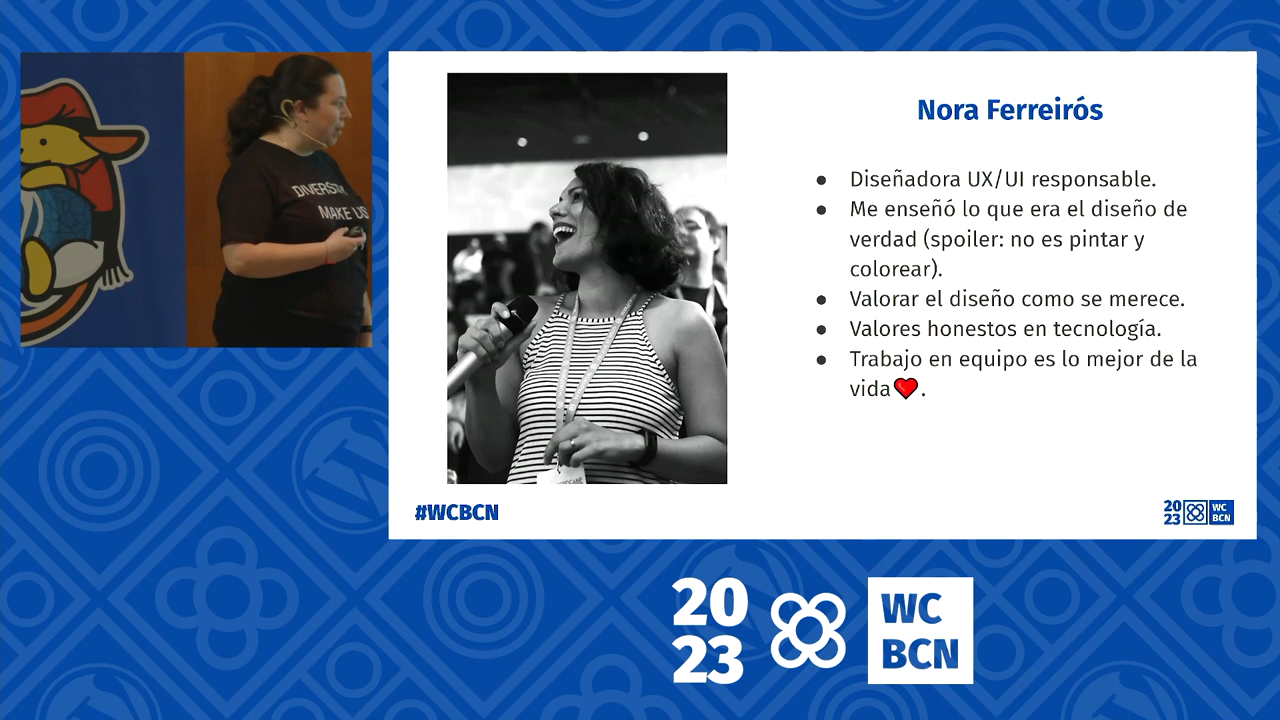 DIVERSITY
MAKE US
Nora Ferreirós
● Diseñadora UX/UI responsable.
● Me enseñó lo que era el diseño de
verdad (spoiler: no es pintar y
colorear).
● Valorar el diseño como se merece.
● Valores honestos en tecnología.
● Trabajo en equipo es lo mejor de la
vida❤️.
#WCBCN
20
23
WC
BCN
20
23
WC
BCN